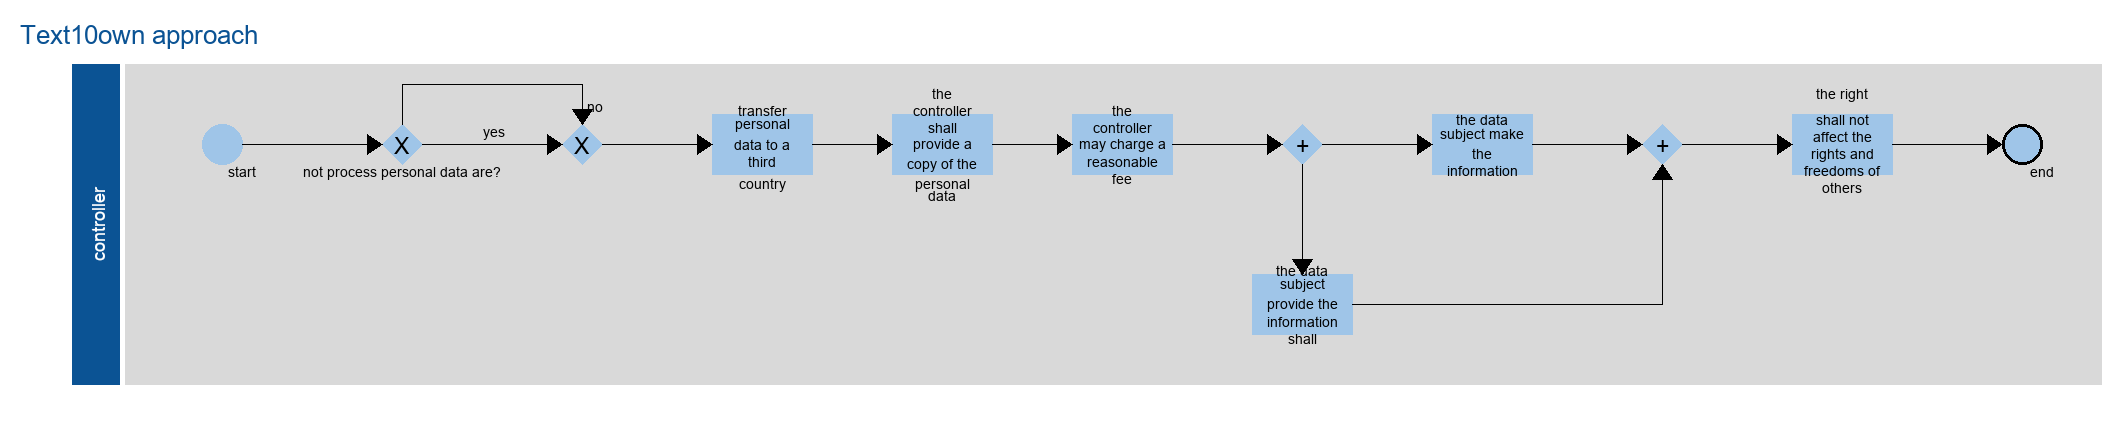 Text10own approach
controller
start
X
not process personal data are?
yes
no
X
transfer
personal
data to a
third
country
the
controller
shall
provide a
copy of the
personal
data
the
controller
may charge a
reasonable
fee
+
the data
subject make
the
information
the data
subject
provide the
information
shall
+
the right
shall not
affect the
rights and
freedoms of
others
end